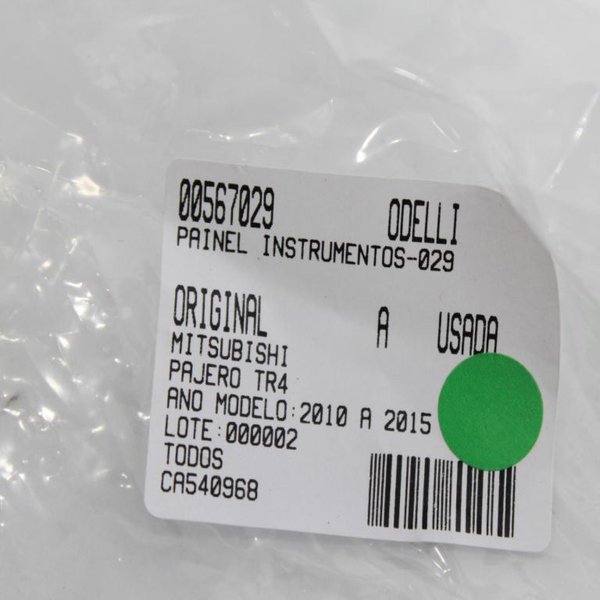 00567029 ODELLI
PAINEL INSTRUMENTOS-029
ORIGINAL A USADA
MITSUBISHI
PAJERO TR4
ANO MODELO:2010 A 2015
LOTE:000002
TODOS
CA540968